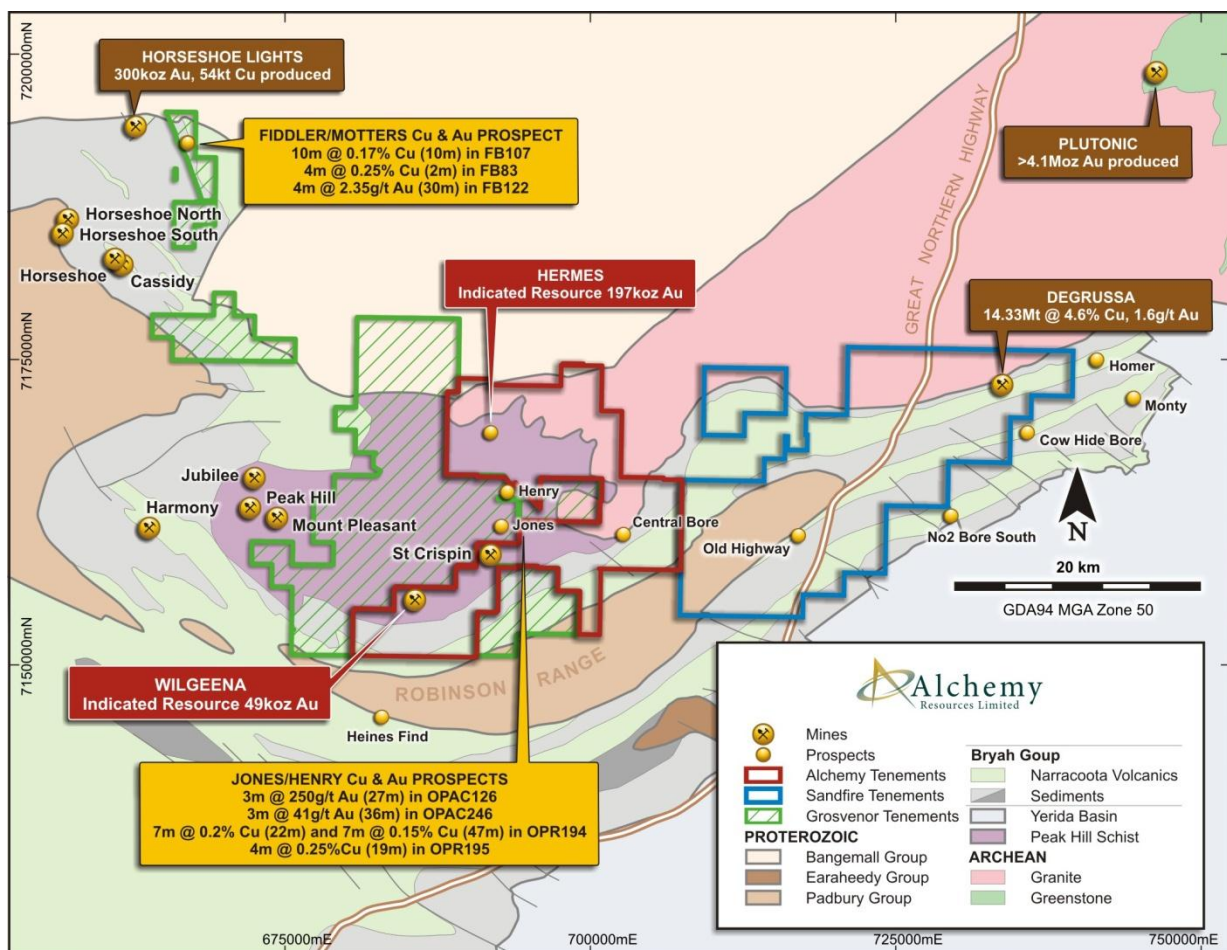 7200000mN
7175000mN
7150000mN
HORSESHOE LIGHTS
300koz Au, 54kt Cu produced
FIDDLER/MOTTERS Cu & Au PROSPECT
10m @ 0.17% Cu (10m) in FB107
4m @ 0.25% Cu (2m) in FB83
4m @ 2.35g/t Au (30m) in FB122
GREAT NORTHERN HIGHWAY
PLUTONIC
>4.1Moz Au produced
Horseshoe North
Horseshoe South
Horseshoe
Cassidy
HERMES
Indicated Resource 197koz Au
DEGRUSSA
14.33Mt @ 4.6% Cu, 1.6g/t Au
Homer
Monty
Cow Hide Bore
Jubilee
Peak Hill
Harmony
Mount Pleasant
Henry
Jones
Central Bore
St Crispin
Old Highway
No2 Bore South
N
20 km
GDA94 MGA Zone 50
WILGEENA
Indicated Resource 49koz Au
ROBINSON RANGE
Heines Find
JONES/HENRY Cu & Au PROSPECTS
3m @ 250g/t Au (27m) in OPAC126
3m @ 41g/t Au (36m) in OPAC246
7m @ 0.2% Cu (22m) and 7m @ 0.15% Cu (47m) in OPR194
4m @ 0.25%Cu (19m) in OPR195
Alchemy
Resources Limited
Mines
Prospects
Alchemy Tenements
Sandfire Tenements
Grosvenor Tenements
PROTEROZOIC
Bangemall Group
Earaheedy Group
Padbury Group
Bryah Goup
Narracoota Volcanics
Sediments
Yerida Basin
Peak Hill Schist
ARCHEAN
Granite
Greenstone
675000mE
700000mE
725000mE
750000mE